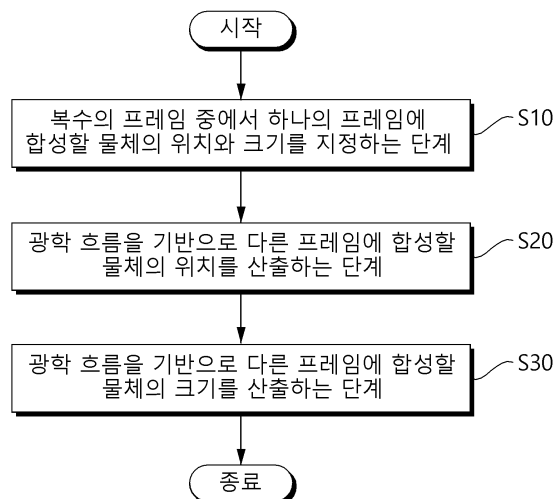 시작
복수의 프레임 중에서 하나의 프레임에
합성할 물체의 위치와 크기를 지정하는 단계
S10
광학 흐름을 기반으로 다른 프레임에 합성할
물체의 위치를 산출하는 단계
S20
광학 흐름을 기반으로 다른 프레임에 합성할
물체의 크기를 산출하는 단계
S30
종료